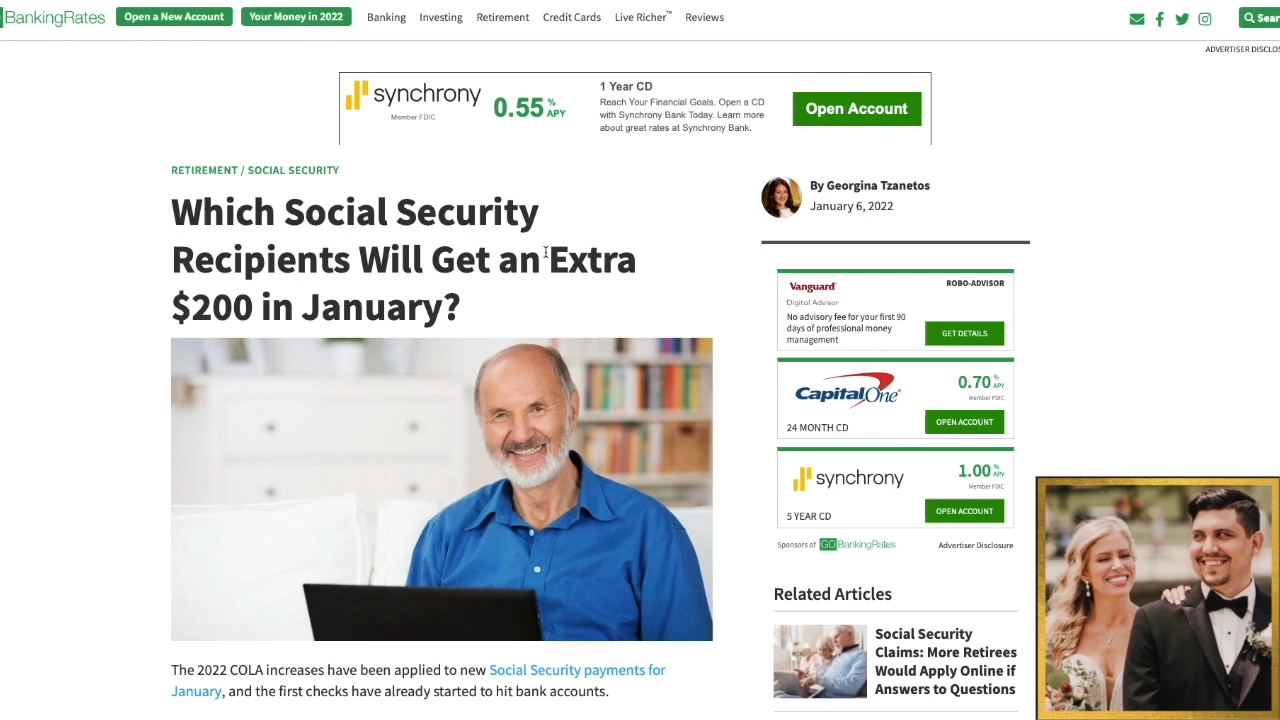 BankingRates
Open a New Account
Your Money in 2022
Banking
Investing
Retirement
Credit Cards
Live Richer™
Reviews
Sear
ADVERTISER DISCLOS
synchrony
Member FDIC
0.55 % APY
1 Year CD
Reach Your Financial Goals. Open a CD
with Synchrony Bank Today. Learn more
about great rates at Synchrony Bank.
Open Account
RETIREMENT / SOCIAL SECURITY
Which Social Security
Recipients Will Get an Extra
$200 in January?
The 2022 COLA increases have been applied to new Social Security payments for
January, and the first checks have already started to hit bank accounts.
By Georgina Tzanetos
January 6, 2022
Vanguard
ROBO-ADVISOR
Digital Advisor
No advisory fee for your first 90
days of professional money
management
GET DETAILS
CapitalOne
0.70 % APY
Member FDIC
24 MONTH CD
OPEN ACCOUNT
synchrony
1.00 % APY
Member FDIC
5 YEAR CD
OPEN ACCOUNT
Sponsors of GOBankingRates
Advertiser Disclosure
Related Articles
Social Security
Claims: More Retirees
Would Apply Online if
Answers to Questions